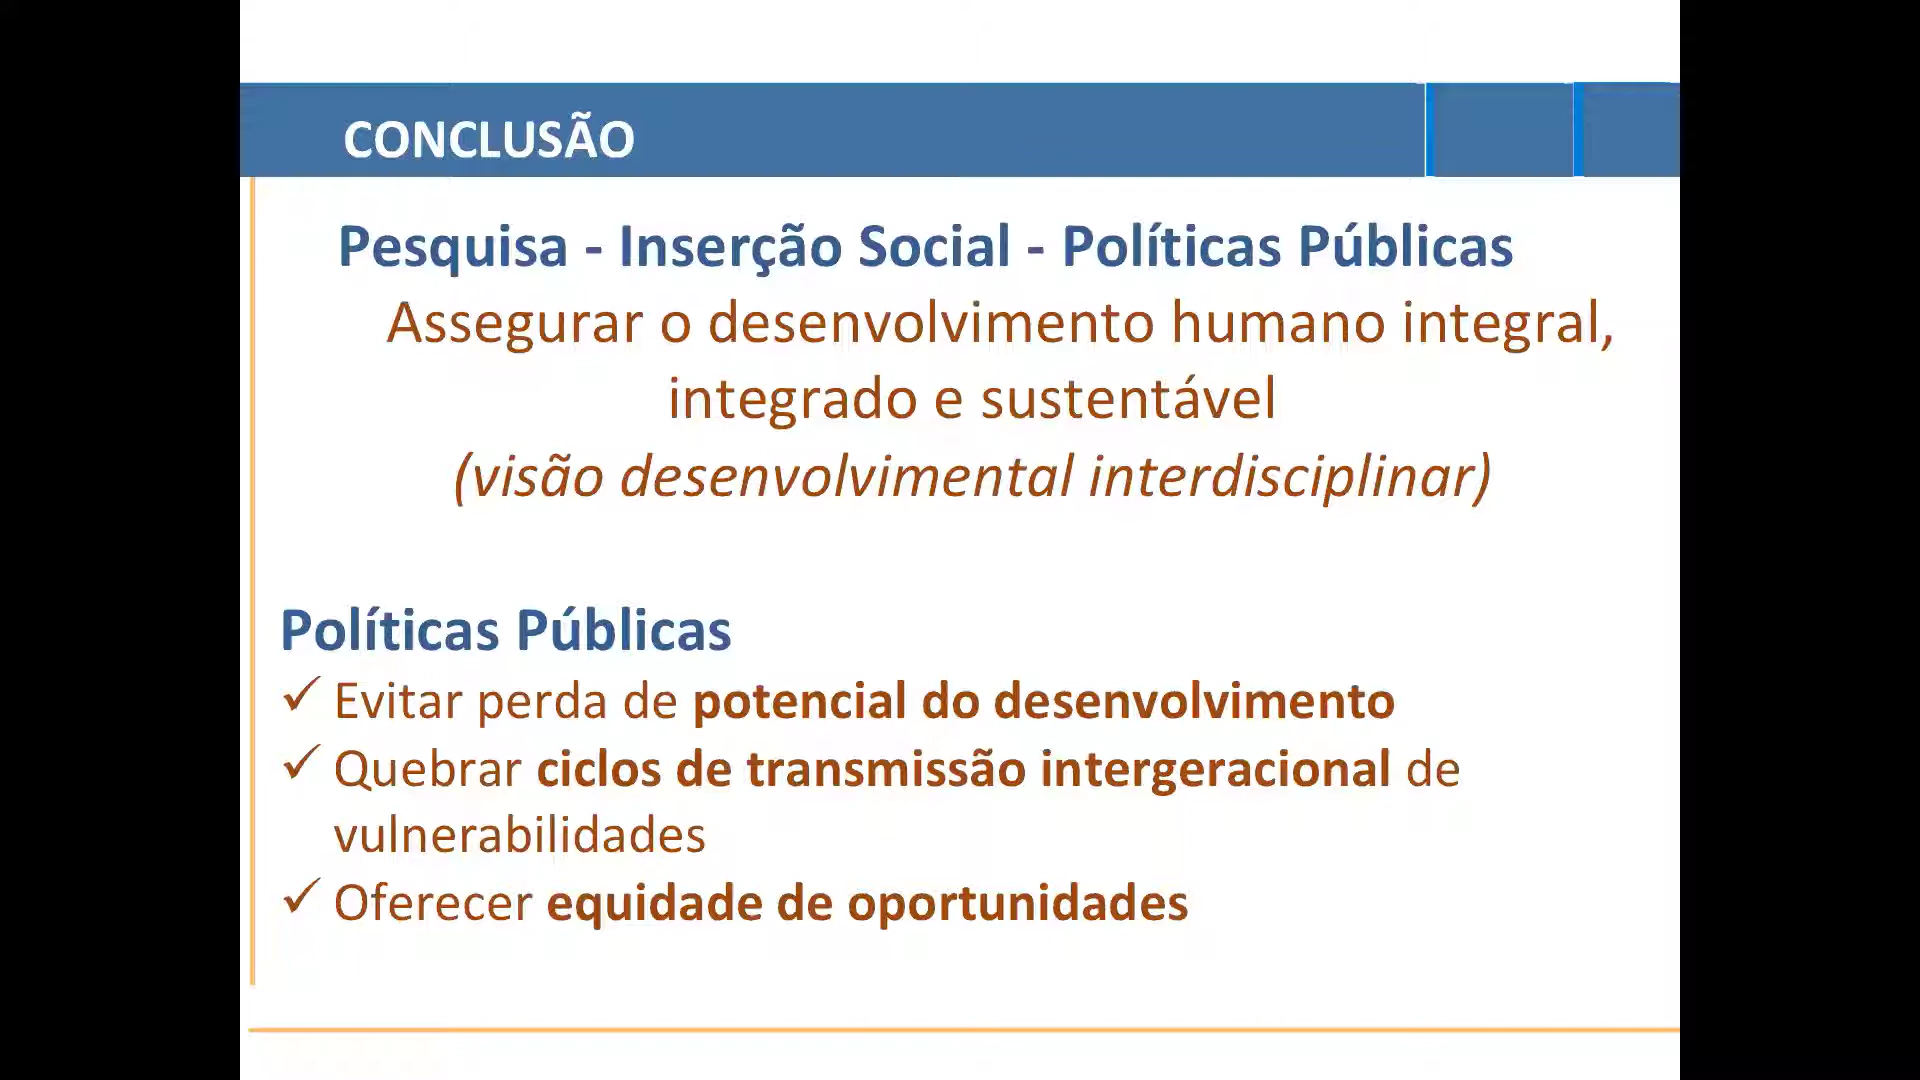 CONCLUSÃO
Pesquisa - Inserção Social - Políticas Públicas
Assegurar o desenvolvimento humano integral,
integrado e sustentável
(visão desenvolvimental interdisciplinar)
Políticas Públicas
✓ Evitar perda de potencial do desenvolvimento
✓ Quebrar ciclos de transmissão intergeracional de
vulnerabilidades
✓ Oferecer equidade de oportunidades